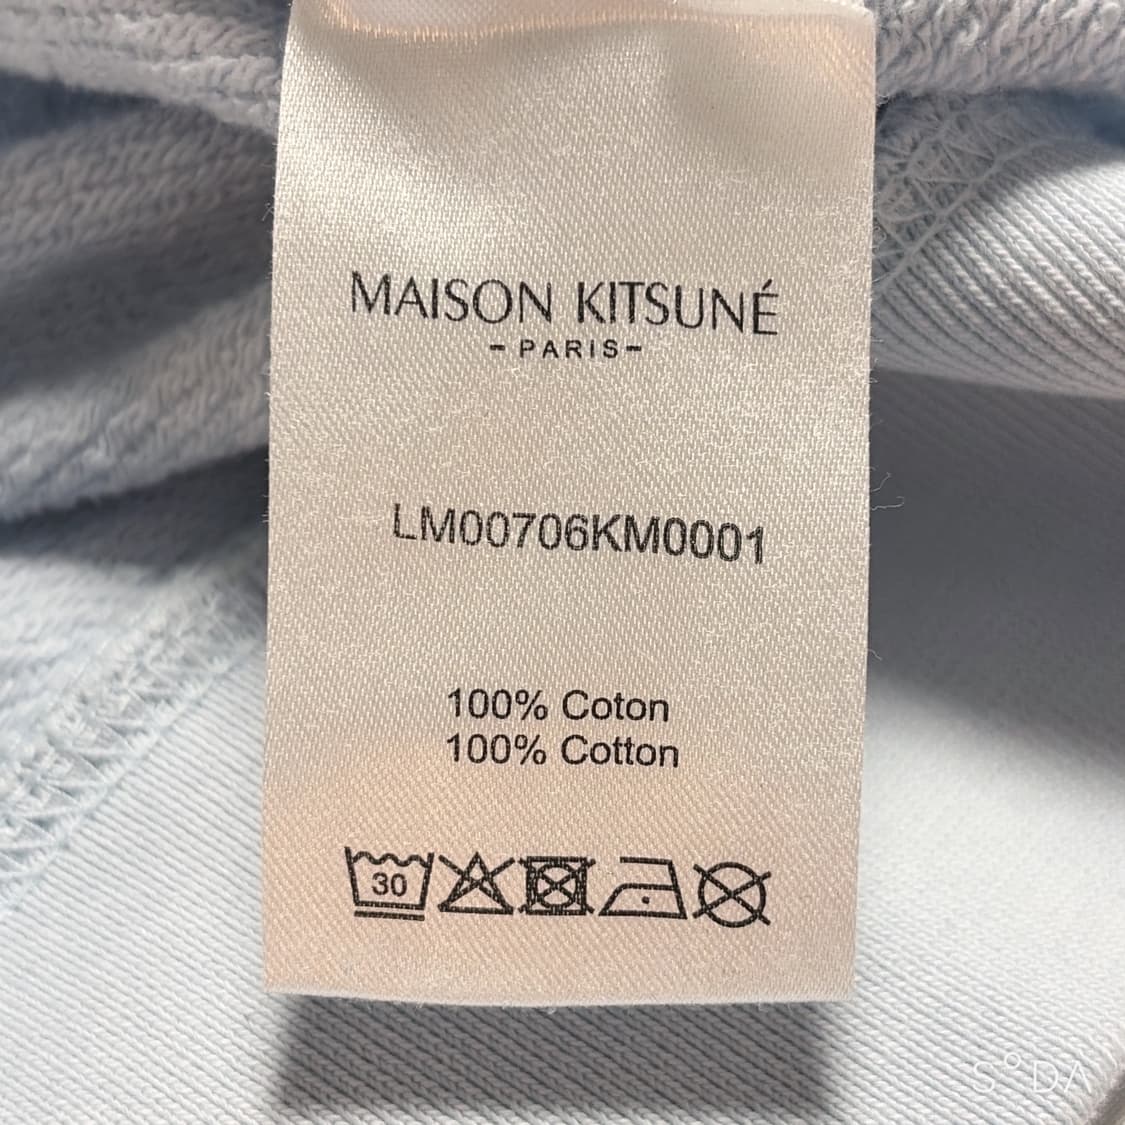 MAISON KITSUNÉ
- PARIS -
LM00706KM0001
100% Coton
100% Cotton
30
S°DA